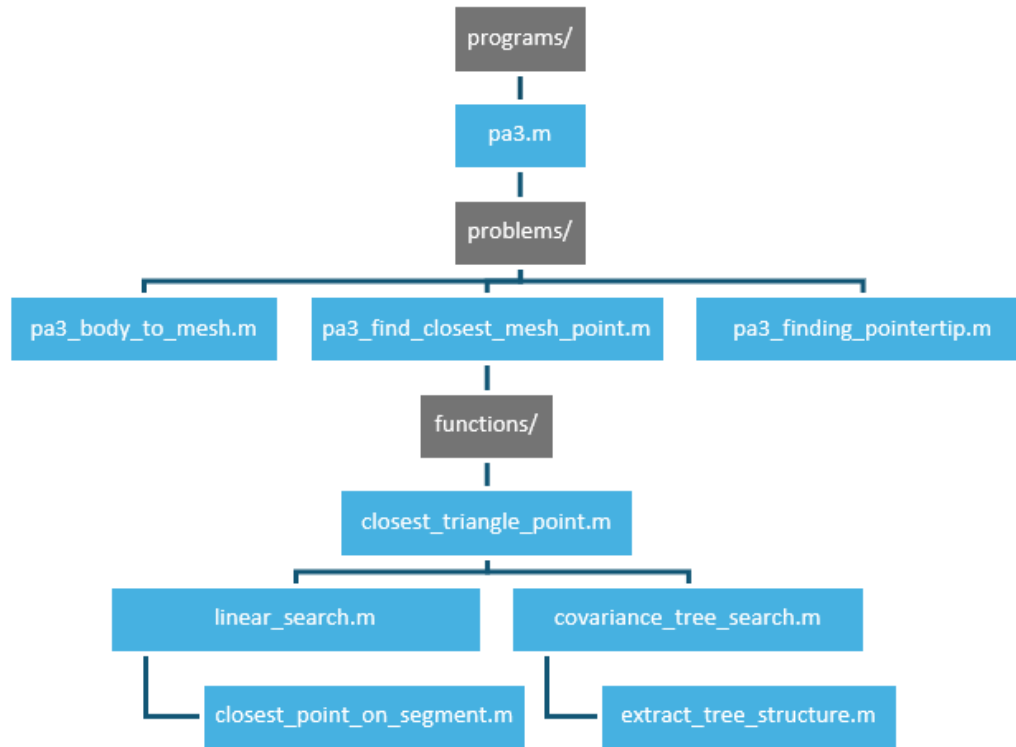 programs/
pa3.m
problems/
pa3_body_to_mesh.m
pa3_find_closest_mesh_point.m
pa3_finding_pointertip.m
functions/
closest_triangle_point.m
linear_search.m
covariance_tree_search.m
closest_point_on_segment.m
extract_tree_structure.m